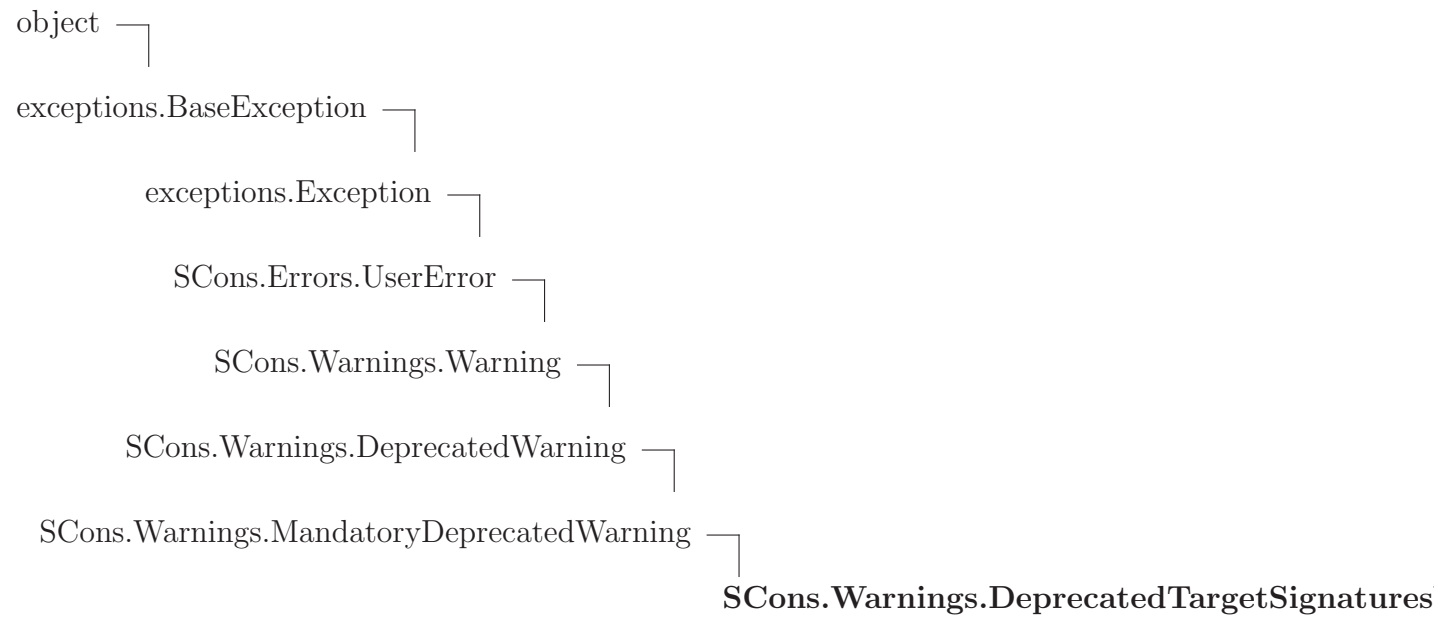 object
exceptions.BaseException
exceptions.Exception
SCons.Errors.UserError
SCons.Warnings.Warning
SCons.Warnings.DeprecatedWarning
SCons.Warnings.MandatoryDeprecatedWarning
SCons.Warnings.DeprecatedTargetSignatures